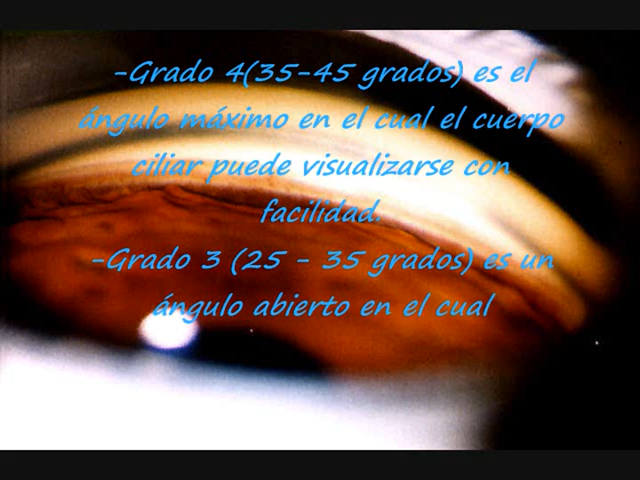 -Grado 4(35-45 grados) es el
ángulo máximo en el cual el cuerpo
ciliar puede visualizarse con
facilidad.
-Grado 3 (25 - 35 grados) es un
ángulo abierto en el cual